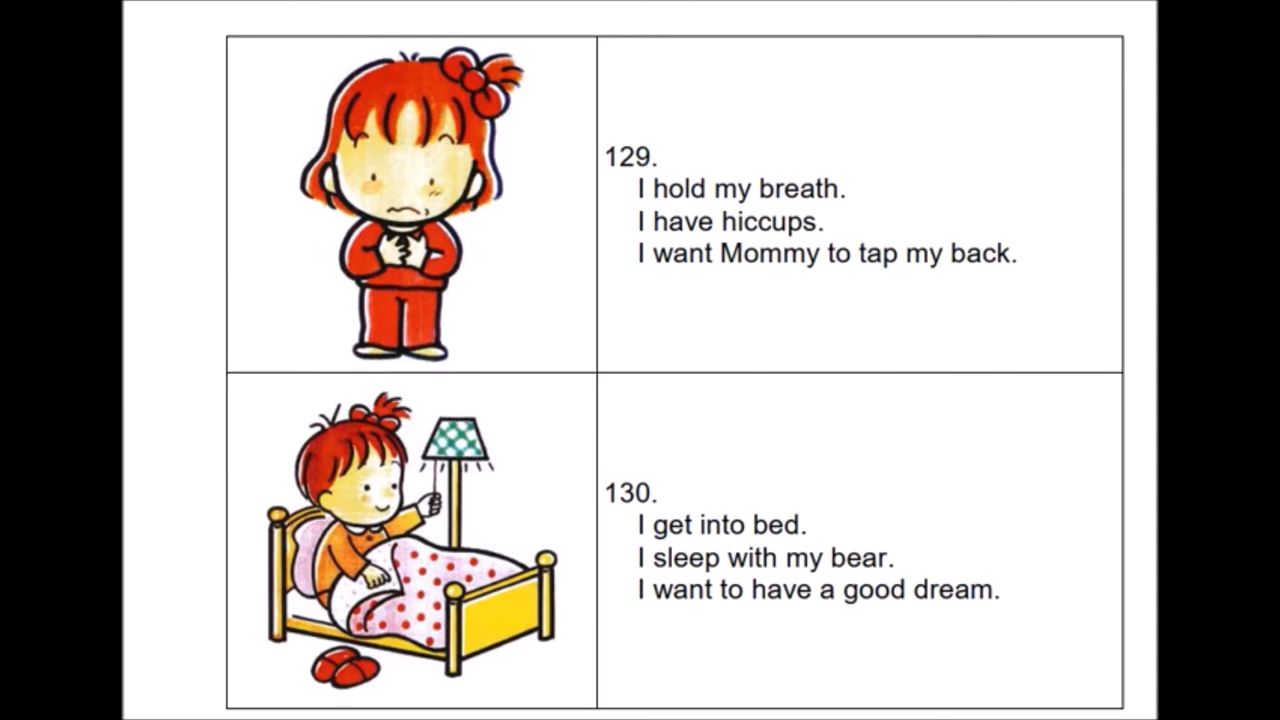 129.
I hold my breath.
I have hiccups.
I want Mommy to tap my back.
130.
I get into bed.
I sleep with my bear.
I want to have a good dream.